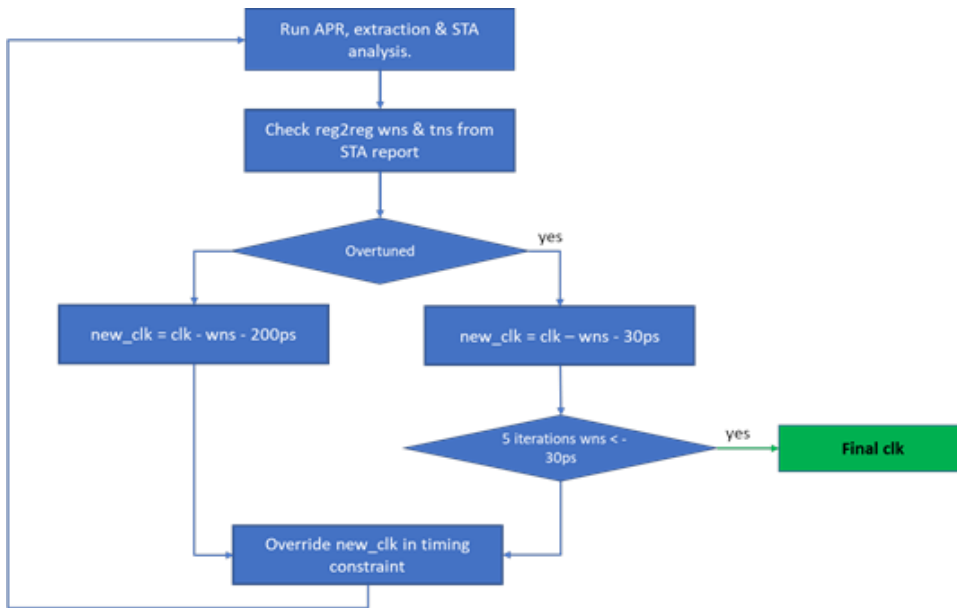 Run APR, extraction & STA
analysis.
Check reg2reg wns & tns from
STA report
Overtuned
yes
new_clk = clk - wns - 200ps
new_clk = clk – wns - 30ps
5 iterations wns < -
30ps
yes
Final clk
Override new_clk in timing
constraint